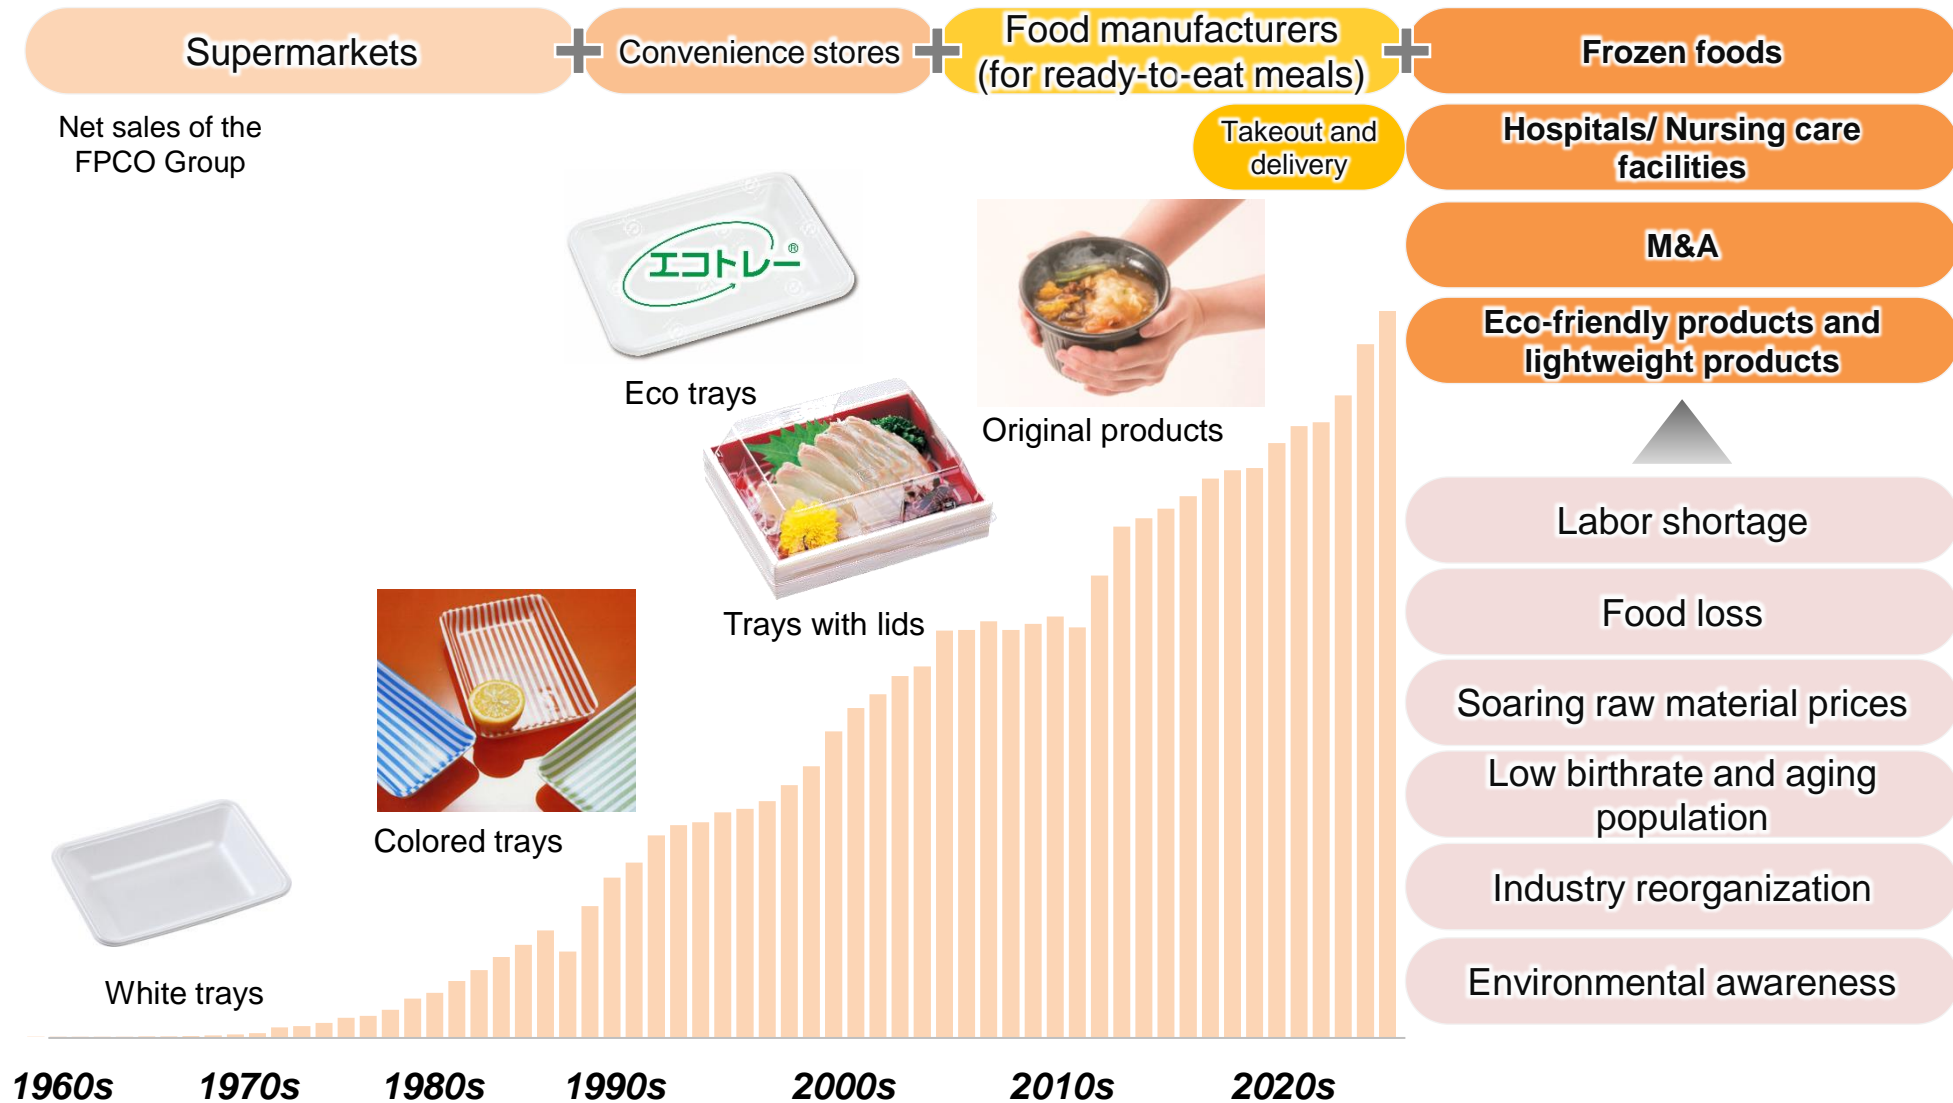 Supermarkets
Convenience stores
Food manufacturers
(for ready-to-eat meals)
Frozen foods
Net sales of the
FPCO Group
Takeout and
delivery
Hospitals/ Nursing care
facilities
M&A
Eco-friendly products and
lightweight products
エコトレー®
Eco trays
Original products
Trays with lids
Colored trays
White trays
Labor shortage
Food loss
Soaring raw material prices
Low birthrate and aging
population
Industry reorganization
Environmental awareness
1960s
1970s
1980s
1990s
2000s
2010s
2020s